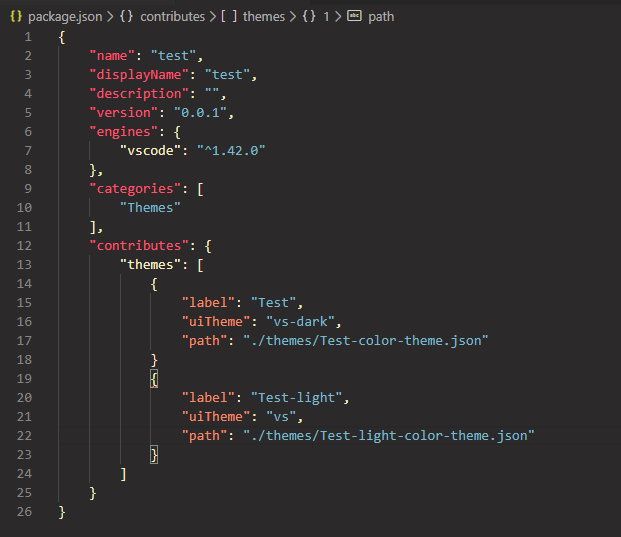 package.json > {} contributes > [ ] themes > {} 1 > abc path
1 {
2     "name": "test",
3     "displayName": "test",
4     "description": "",
5     "version": "0.0.1",
6     "engines": {
7         "vscode": "^1.42.0"
8     },
9     "categories": [
10         "Themes"
11     ],
12     "contributes": {
13         "themes": [
14             {
15                 "label": "Test",
16                 "uiTheme": "vs-dark",
17                 "path": "./themes/Test-color-theme.json"
18             }
19             {
20                 "label": "Test-light",
21                 "uiTheme": "vs",
22                 "path": "./themes/Test-light-color-theme.json"
23             }
24         ]
25     }
26 }